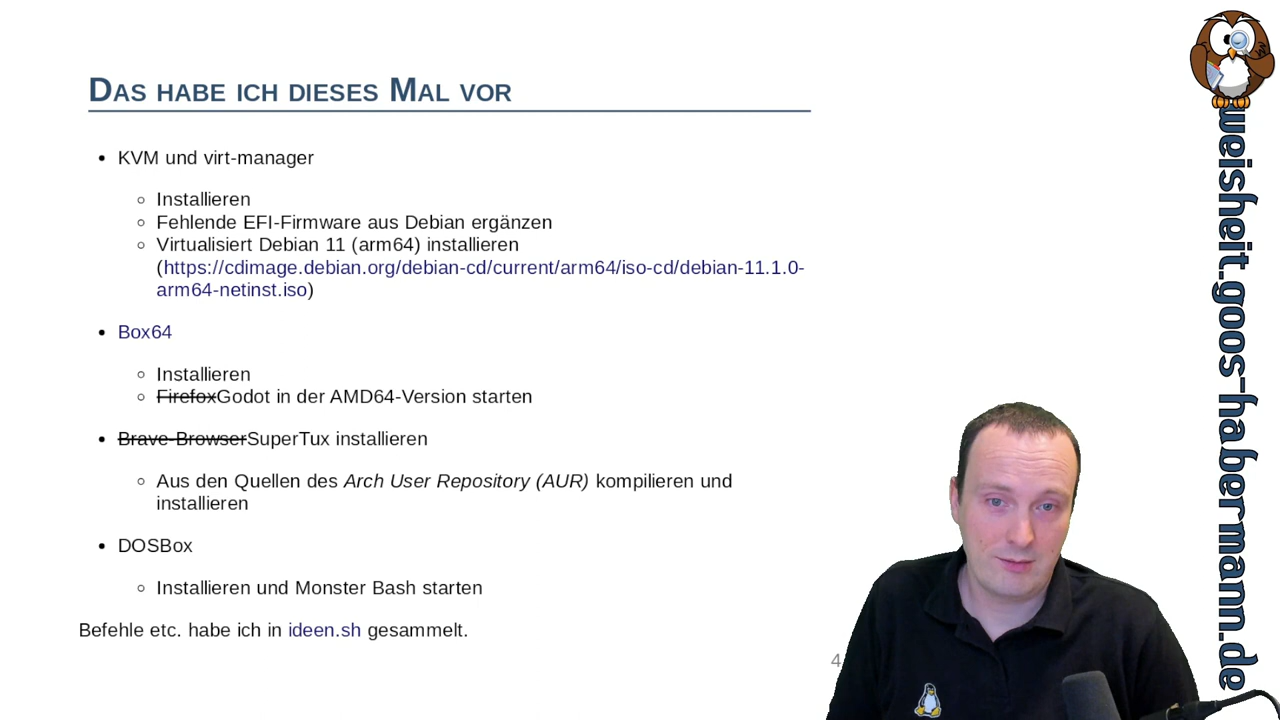 Das habe ich dieses Mal vor
• KVM und virt-manager
◦ Installieren
◦ Fehlende EFI-Firmware aus Debian ergänzen
◦ Virtualisiert Debian 11 (arm64) installieren
(https://cdimage.debian.org/debian-cd/current/arm64/iso-cd/debian-11.1.0-
arm64-netinst.iso)
• Box64
◦ Installieren
◦ FirefoxGodot in der AMD64-Version starten
• Brave-BrowserSuperTux installieren
◦ Aus den Quellen des Arch User Repository (AUR) kompilieren und
installieren
• DOSBox
◦ Installieren und Monster Bash starten
Befehle etc. habe ich in ideen.sh gesammelt.
4
weisheit.goos-habermann.de